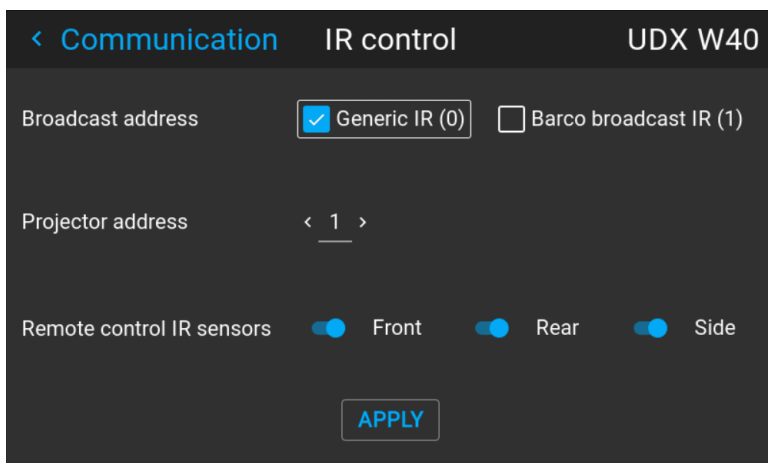 Communication IR control UDX W40
Broadcast address Generic IR (0) Barco broadcast IR (1)
Projector address 1
Remote control IR sensors Front Rear Side
APPLY